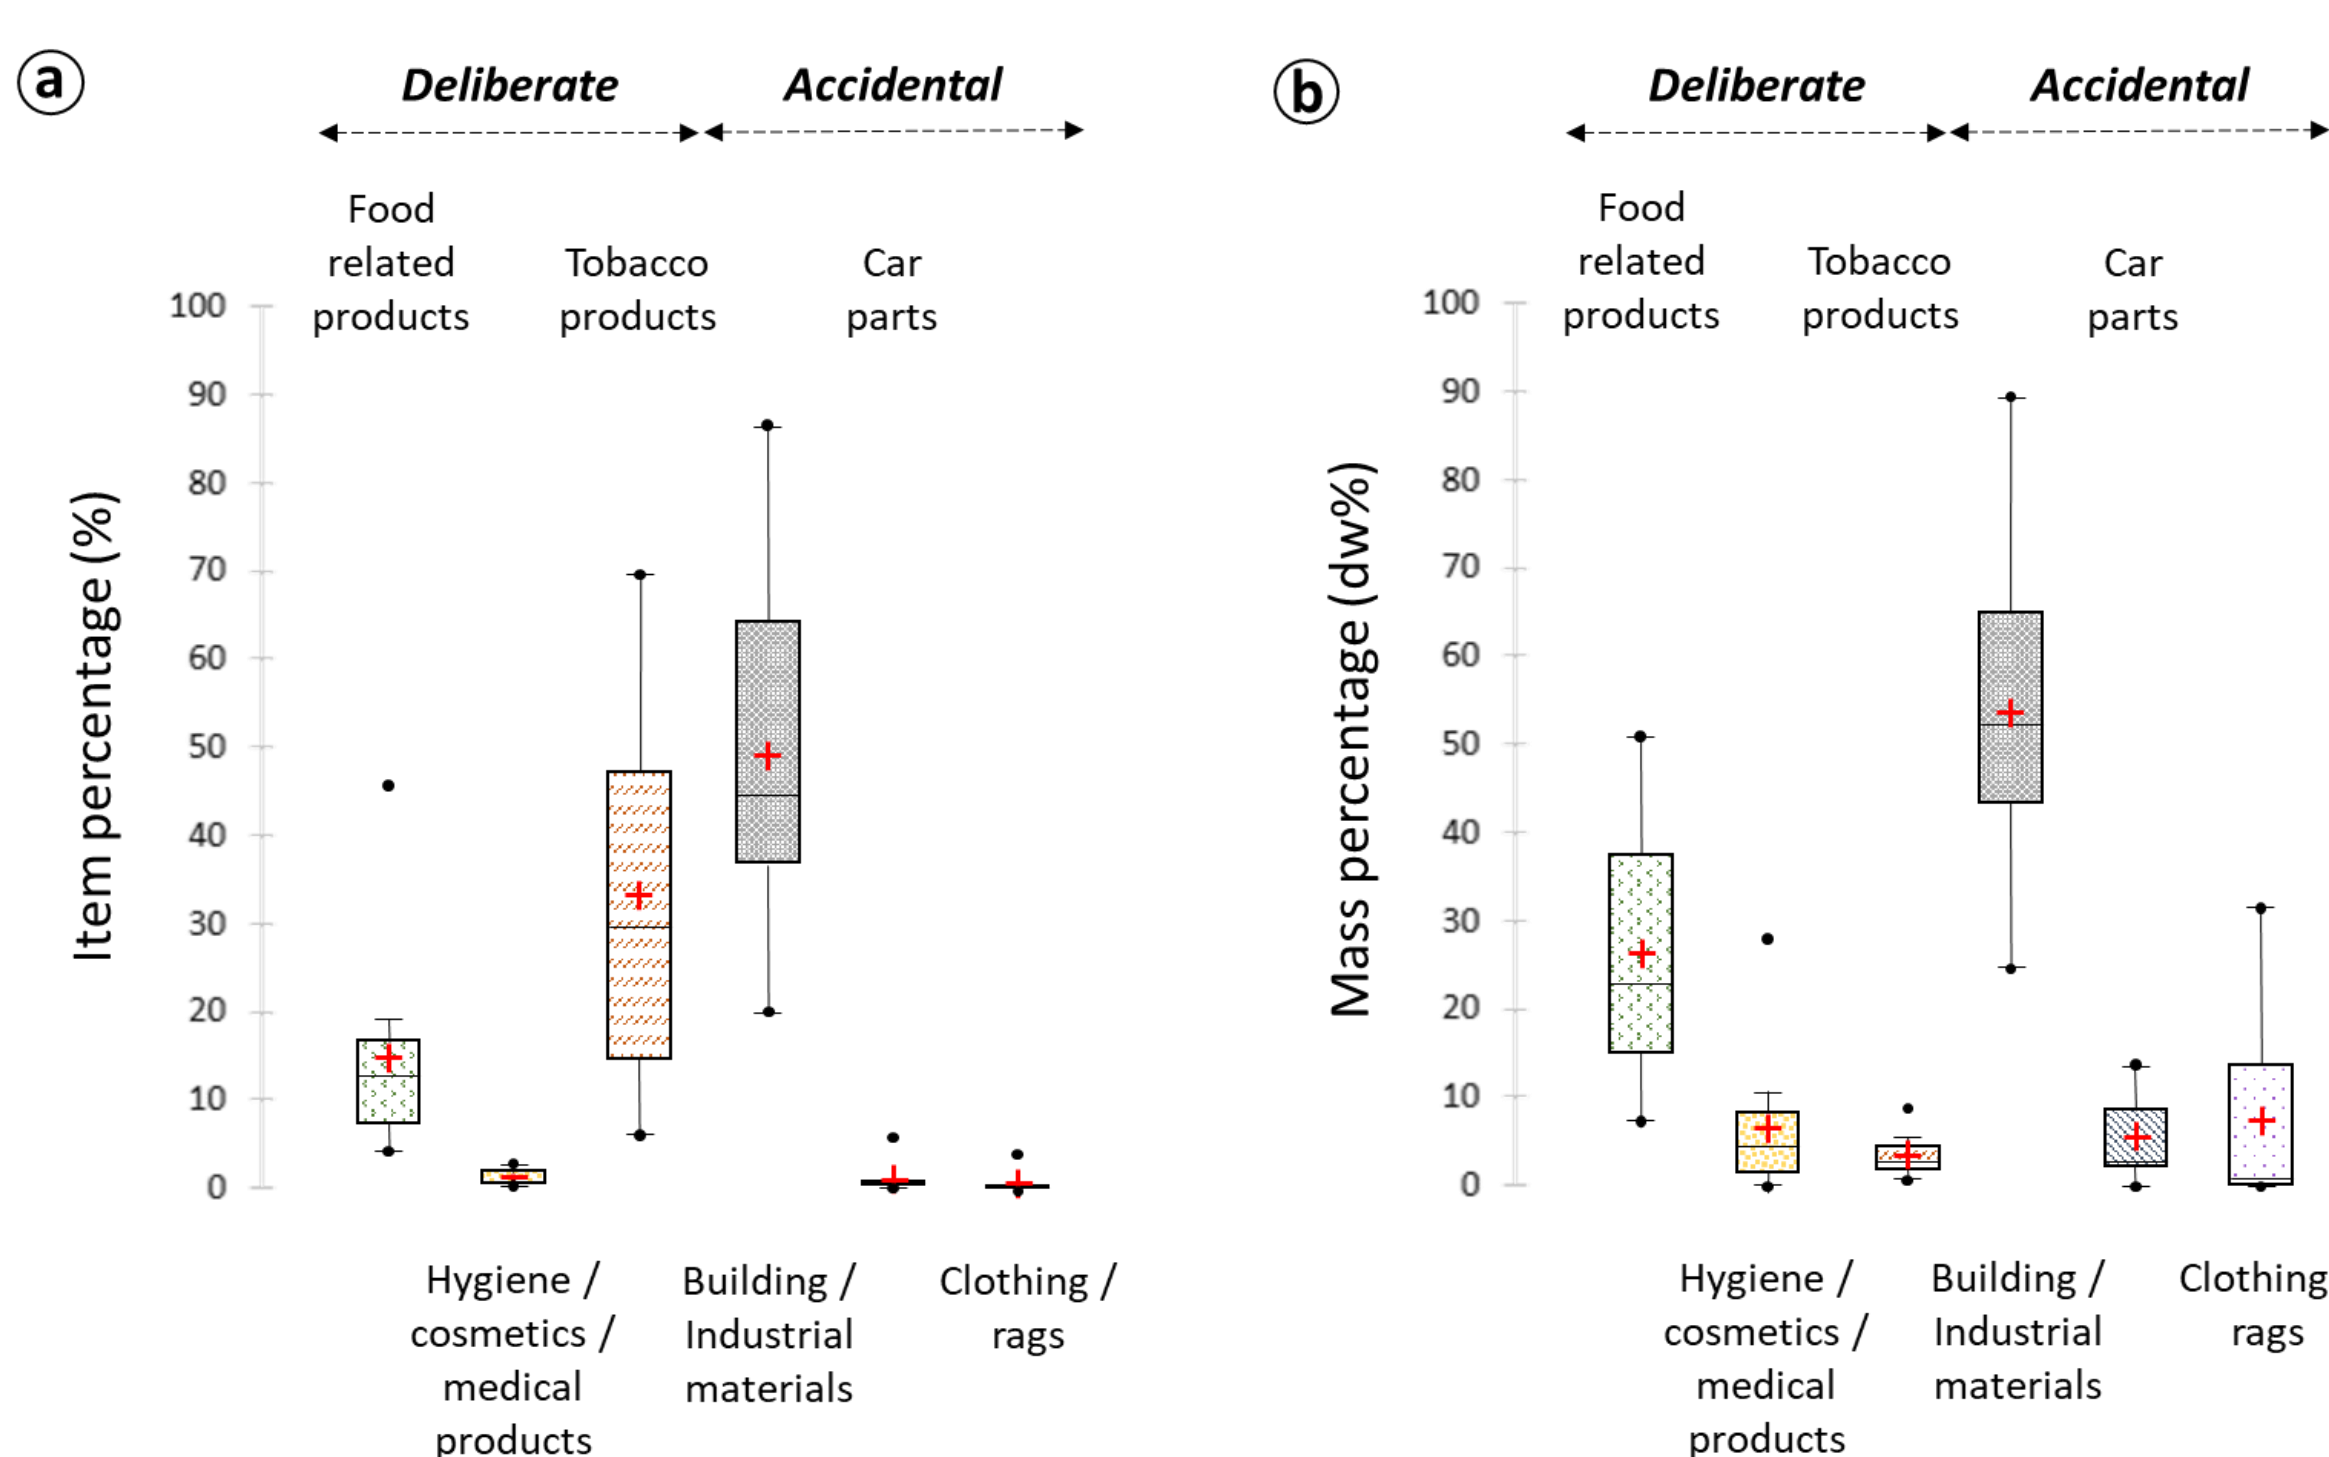 a
Deliberate
Accidental
Food
related
products
Tobacco
products
Car
parts
Item percentage (%)
100
90
80
70
60
50
40
30
20
10
0
Hygiene /
cosmetics /
medical
products
Building /
Industrial
materials
Clothing /
rags
b
Deliberate
Accidental
Food
related
products
Tobacco
products
Car
parts
Mass percentage (dw%)
100
90
80
70
60
50
40
30
20
10
0
Hygiene /
cosmetics /
medical
products
Building /
Industrial
materials
Clothing
rags